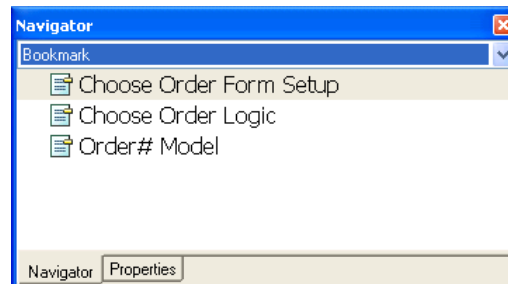 Navigator
Bookmark
Choose Order Form Setup
Choose Order Logic
Order# Model
Navigator Properties